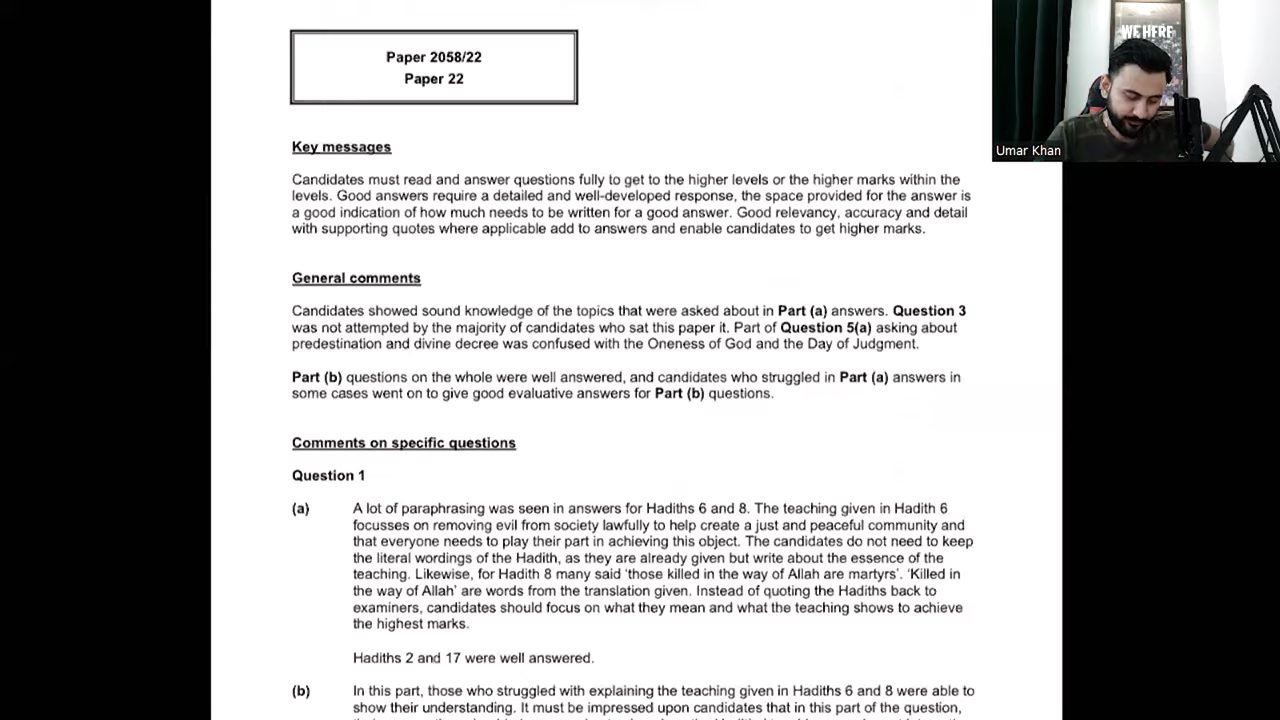 Paper 2058/22
Paper 22
WE HERE
Umar Khan
Key messages
Candidates must read and answer questions fully to get to the higher levels or the higher marks within the
levels. Good answers require a detailed and well-developed response, the space provided for the answer is
a good indication of how much needs to be written for a good answer. Good relevancy, accuracy and detail
with supporting quotes where applicable add to answers and enable candidates to get higher marks.
General comments
Candidates showed sound knowledge of the topics that were asked about in Part (a) answers. Question 3
was not attempted by the majority of candidates who sat this paper it. Part of Question 5(a) asking about
predestination and divine decree was confused with the Oneness of God and the Day of Judgment.
Part (b) questions on the whole were well answered, and candidates who struggled in Part (a) answers in
some cases went on to give good evaluative answers for Part (b) questions.
Comments on specific questions
Question 1
(a) A lot of paraphrasing was seen in answers for Hadiths 6 and 8. The teaching given in Hadith 6
focusses on removing evil from society lawfully to help create a just and peaceful community and
that everyone needs to play their part in achieving this object. The candidates do not need to keep
the literal wordings of the Hadith, as they are already given but write about the essence of the
teaching. Likewise, for Hadith 8 many said ‘those killed in the way of Allah are martyrs’. ‘Killed in
the way of Allah’ are words from the translation given. Instead of quoting the Hadiths back to
examiners, candidates should focus on what they mean and what the teaching shows to achieve
the highest marks.
Hadiths 2 and 17 were well answered.
(b) In this part, those who struggled with explaining the teaching given in Hadiths 6 and 8 were able to
show their understanding. It must be impressed upon candidates that in this part of the question,